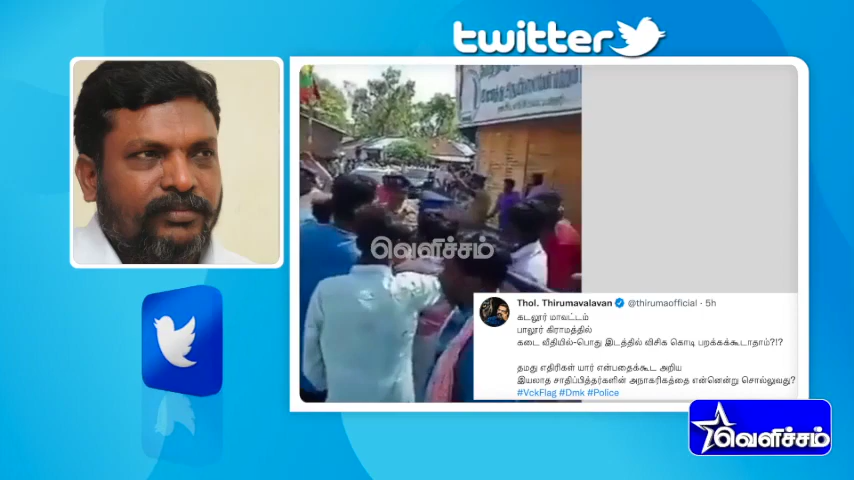 twitter
வெளிச்சம்
Thol. Thirumavalavan @thirumaofficial · 5h
கடலூர் மாவட்டம்
பாலூர் கிராமத்தில்
கடை வீதியில்-பொது இடத்தில் விசிக கொடி பறக்கக்கூடாதாம்?!?
தமது எதிரிகள் யார் என்பதைக்கூட அறிய
இயலாத சாதிப்பித்தர்களின் அநாகரிகத்தை என்னென்று சொல்லுவது?
#VckFlag #Dmk #Police
வெளிச்சம்